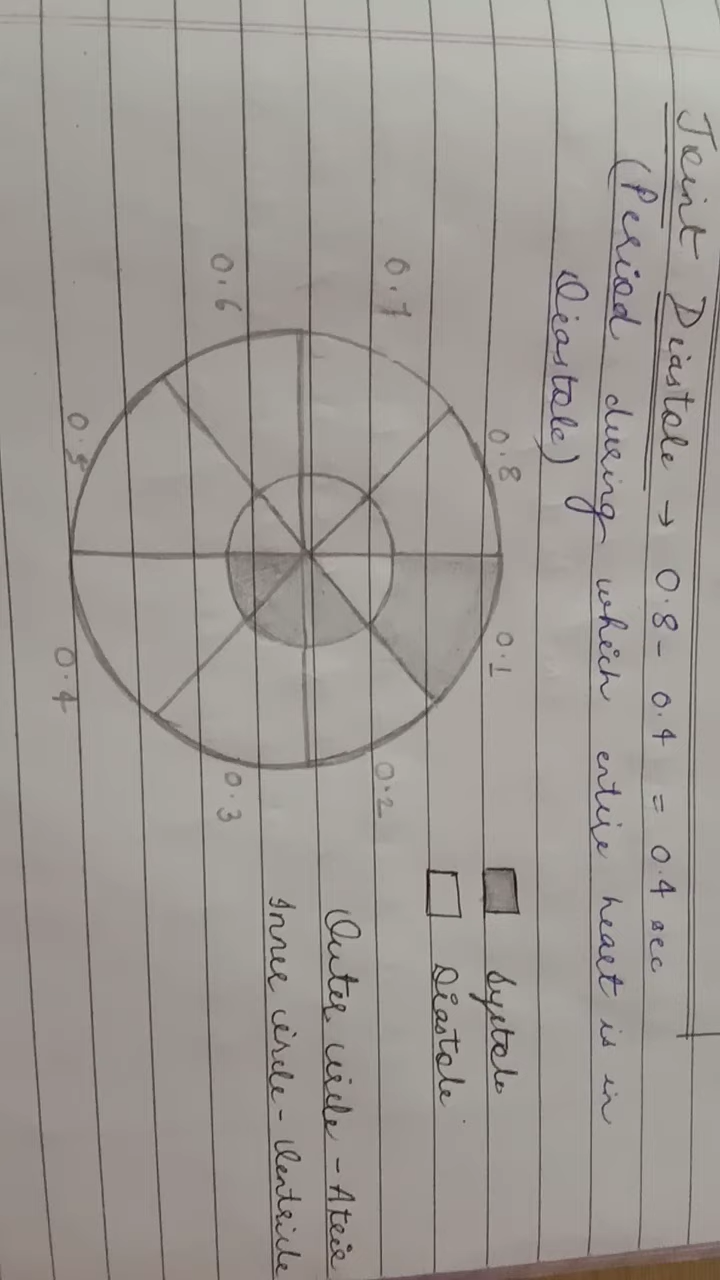 Joint Diastole → 0.8 - 0.4 = 0.4 sec
(Period during which entire heart is in
Diastole)
0.8
0.1
0.7
0.2
0.6
0.3
0.5
0.4
Systole
Diastole
Outer circle - Atria
Inner circle - Ventricle